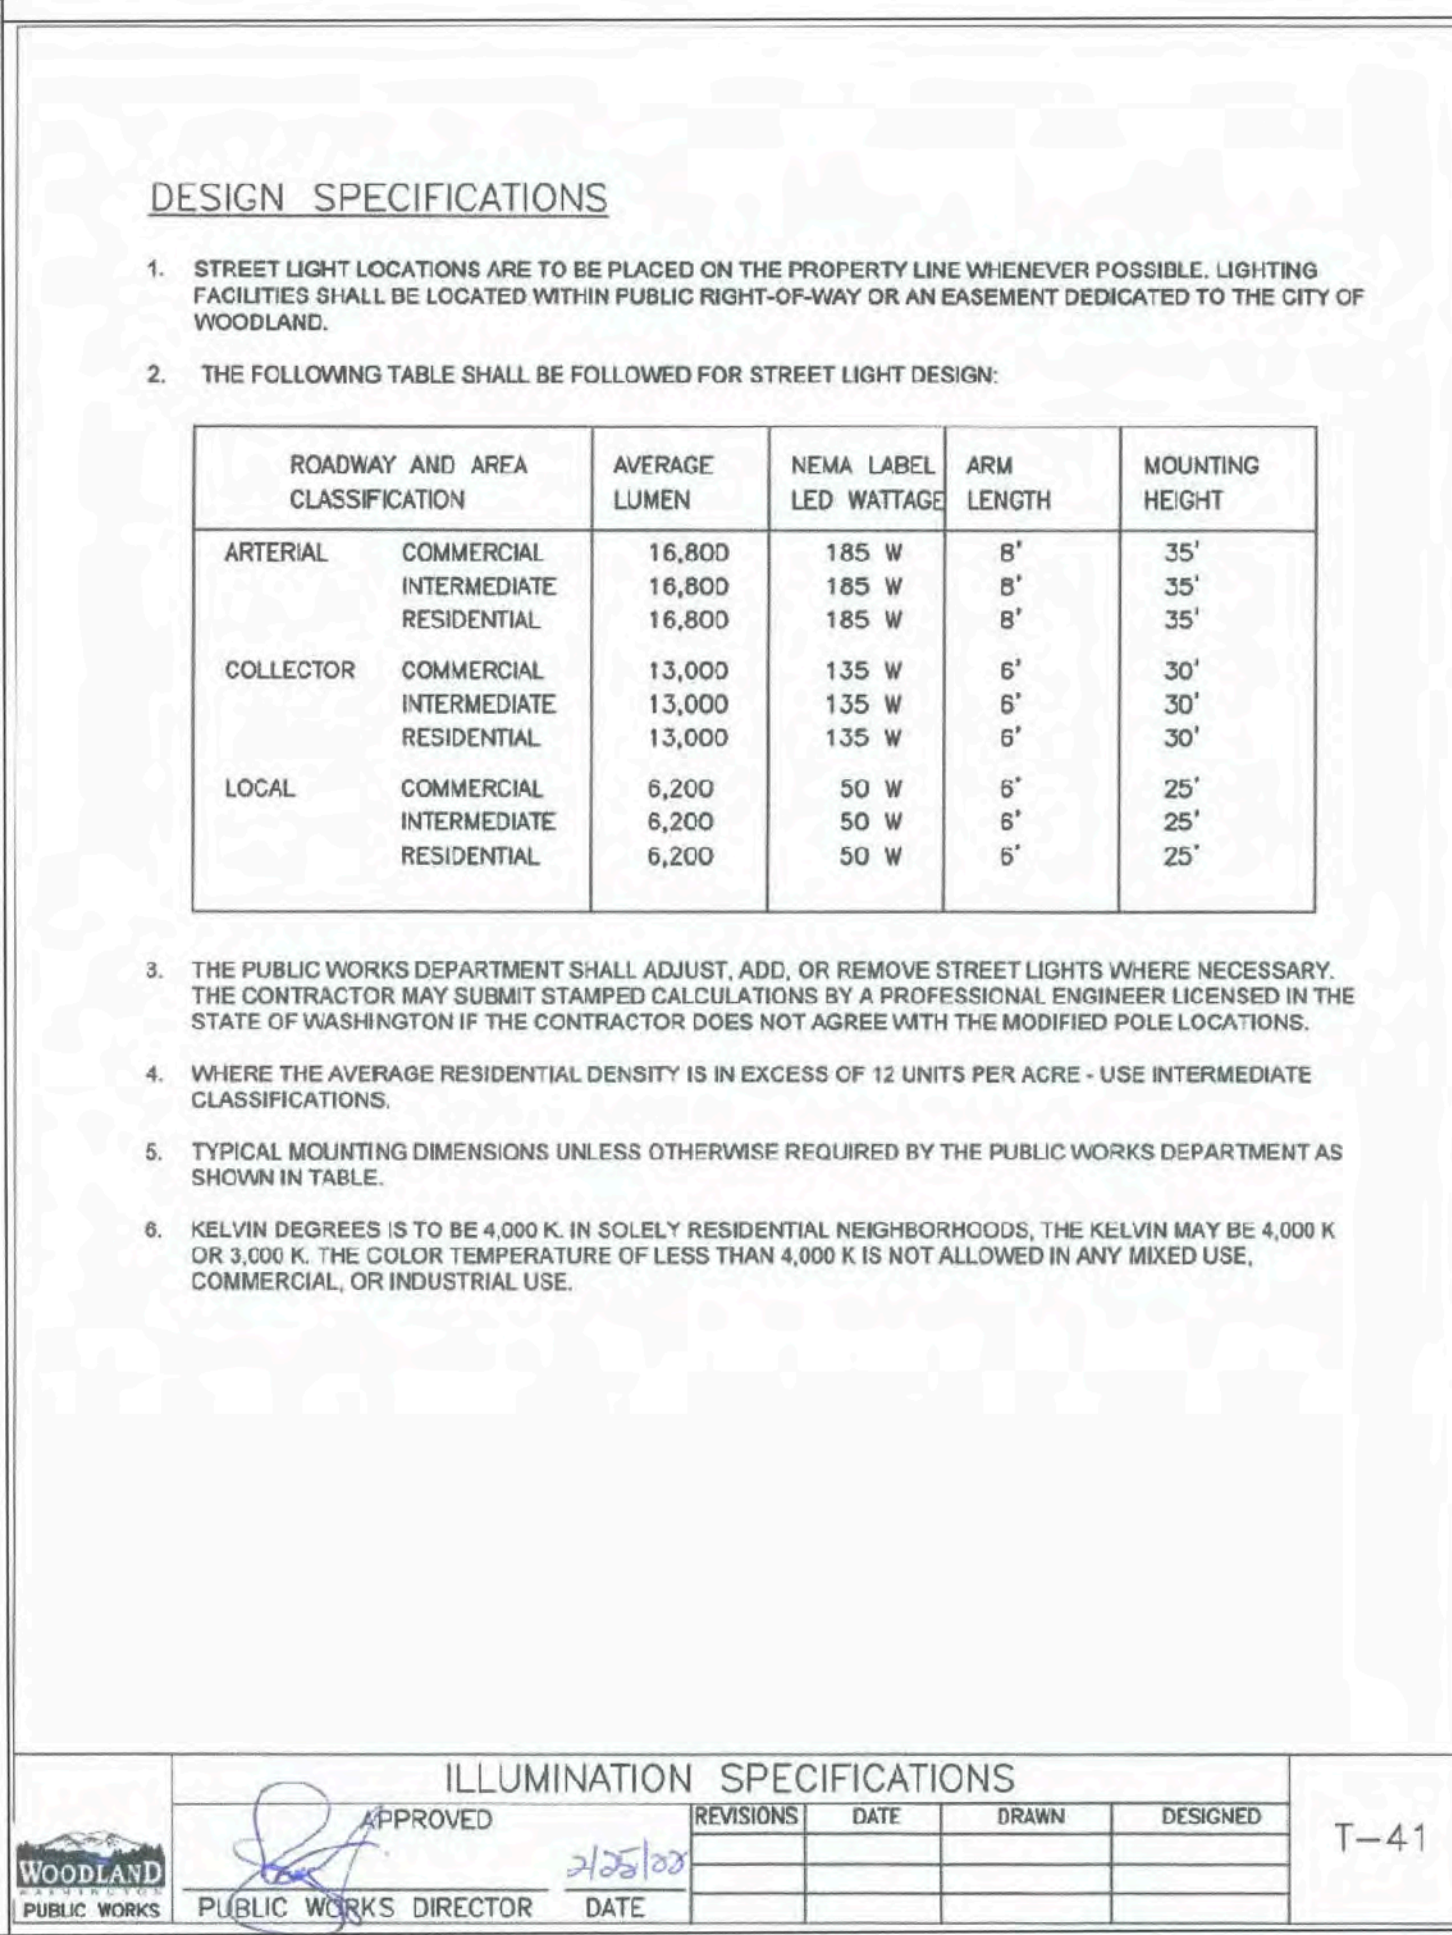 DESIGN SPECIFICATIONS
1. STREET LIGHT LOCATIONS ARE TO BE PLACED ON THE PROPERTY LINE WHENEVER POSSIBLE. LIGHTING
FACILITIES SHALL BE LOCATED WITHIN PUBLIC RIGHT-OF-WAY OR AN EASEMENT DEDICATED TO THE CITY OF
WOODLAND.
2. THE FOLLOWING TABLE SHALL BE FOLLOWED FOR STREET LIGHT DESIGN:
ROADWAY AND AREA AVERAGE NEMA LABEL ARM MOUNTING
CLASSIFICATION LUMEN LED WATTAGE LENGTH HEIGHT
ARTERIAL COMMERCIAL 16,800 185 W 8' 35'
INTERMEDIATE 16,800 185 W 8' 35'
RESIDENTIAL 16,800 185 W 8' 35'
COLLECTOR COMMERCIAL 13,000 135 W 6' 30'
INTERMEDIATE 13,000 135 W 6' 30'
RESIDENTIAL 13,000 135 W 6' 30'
LOCAL COMMERCIAL 6,200 50 W 6' 25'
INTERMEDIATE 6,200 50 W 6' 25'
RESIDENTIAL 6,200 50 W 6' 25'
3. THE PUBLIC WORKS DEPARTMENT SHALL ADJUST, ADD, OR REMOVE STREET LIGHTS WHERE NECESSARY.
THE CONTRACTOR MAY SUBMIT STAMPED CALCULATIONS BY A PROFESSIONAL ENGINEER LICENSED IN THE
STATE OF WASHINGTON IF THE CONTRACTOR DOES NOT AGREE WITH THE MODIFIED POLE LOCATIONS.
4. WHERE THE AVERAGE RESIDENTIAL DENSITY IS IN EXCESS OF 12 UNITS PER ACRE - USE INTERMEDIATE
CLASSIFICATIONS.
5. TYPICAL MOUNTING DIMENSIONS UNLESS OTHERWISE REQUIRED BY THE PUBLIC WORKS DEPARTMENT AS
SHOWN IN TABLE.
6. KELVIN DEGREES IS TO BE 4,000 K. IN SOLELY RESIDENTIAL NEIGHBORHOODS, THE KELVIN MAY BE 4,000 K
OR 3,000 K. THE COLOR TEMPERATURE OF LESS THAN 4,000 K IS NOT ALLOWED IN ANY MIXED USE,
COMMERCIAL, OR INDUSTRIAL USE.
ILLUMINATION SPECIFICATIONS
APPROVED REVISIONS DATE DRAWN DESIGNED
T-41
2/25/22
WOODLAND
WASHINGTON
PUBLIC WORKS
PUBLIC WORKS DIRECTOR DATE